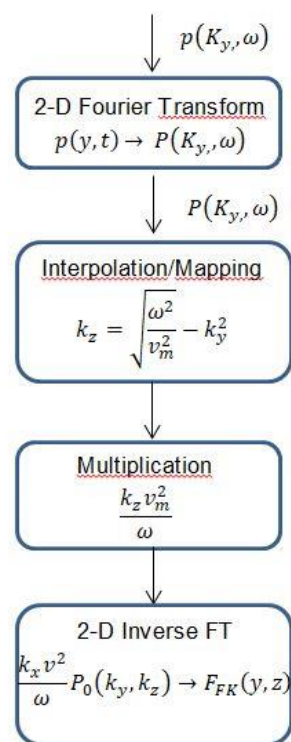 p(K_y,, ω)
2-D Fourier Transform
p(y, t) → P(K_y,, ω)
P(K_y,, ω)
Interpolation/Mapping
k_z = √(ω²/v_m²) − k_y²
Multiplication
k_z v_m²/ω
2-D Inverse FT
k_x v²/ω P_0(k_y, k_z) → F_FK(y, z)